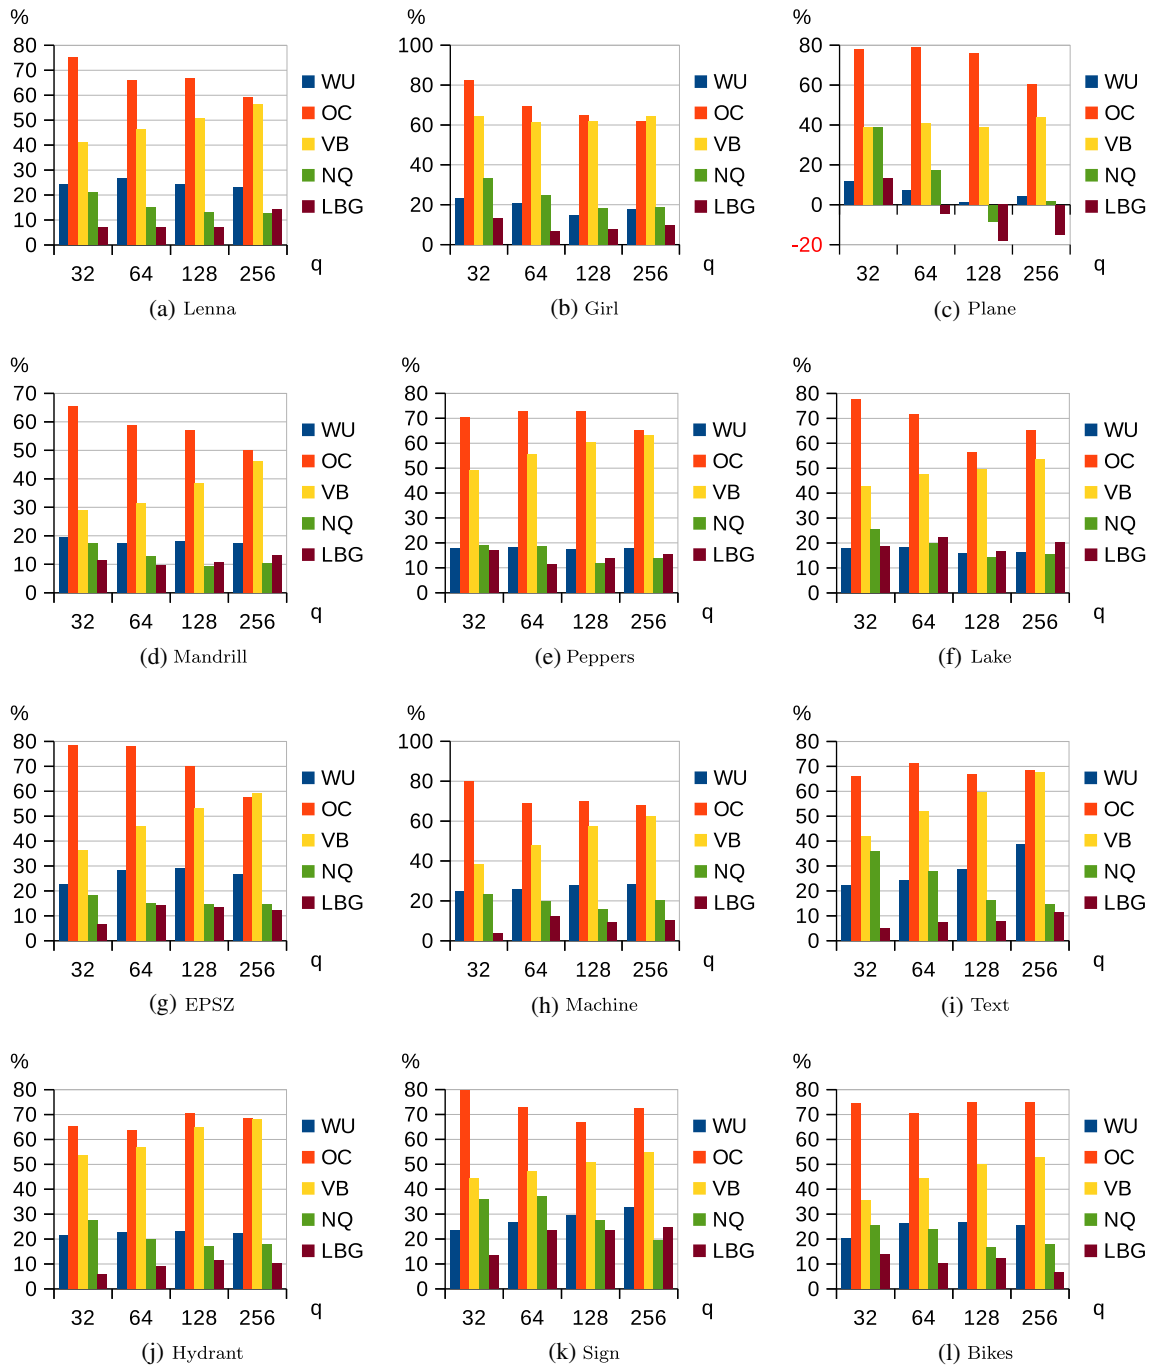 % % %
80 WU
70 OC
60 VB
50 NQ
40 LBG
30
20
10
0
32 64 128 256 q
(a) Lenna
100 WU
80 OC
60 VB
40 NQ
20 LBG
0
32 64 128 256 q
(b) Girl
80 WU
60 OC
40 VB
20 NQ
0 LBG
-20
32 64 128 256 q
(c) Plane
% % %
70 WU
60 OC
50 VB
40 NQ
30 LBG
20
10
0
32 64 128 256 q
(d) Mandrill
80 WU
70 OC
60 VB
50 NQ
40 LBG
30
20
10
0
32 64 128 256 q
(e) Peppers
80 WU
70 OC
60 VB
50 NQ
40 LBG
30
20
10
0
32 64 128 256 q
(f) Lake
% % %
80 WU
70 OC
60 VB
50 NQ
40 LBG
30
20
10
0
32 64 128 256 q
(g) EPSZ
100 WU
80 OC
60 VB
40 NQ
20 LBG
0
32 64 128 256 q
(h) Machine
80 WU
70 OC
60 VB
50 NQ
40 LBG
30
20
10
0
32 64 128 256 q
(i) Text
% % %
80 WU
70 OC
60 VB
50 NQ
40 LBG
30
20
10
0
32 64 128 256 q
(j) Hydrant
80 WU
70 OC
60 VB
50 NQ
40 LBG
30
20
10
0
32 64 128 256 q
(k) Sign
80 WU
70 OC
60 VB
50 NQ
40 LBG
30
20
10
0
32 64 128 256 q
(l) Bikes